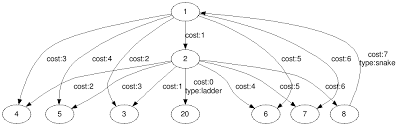 1
cost:1
cost:3
cost:4
cost:2
2
cost:5
cost:6
cost:7
type:snake
cost:2
cost:3
cost:1
cost:0
type:ladder
cost:4
cost:5
cost:6
4
5
3
20
6
7
8